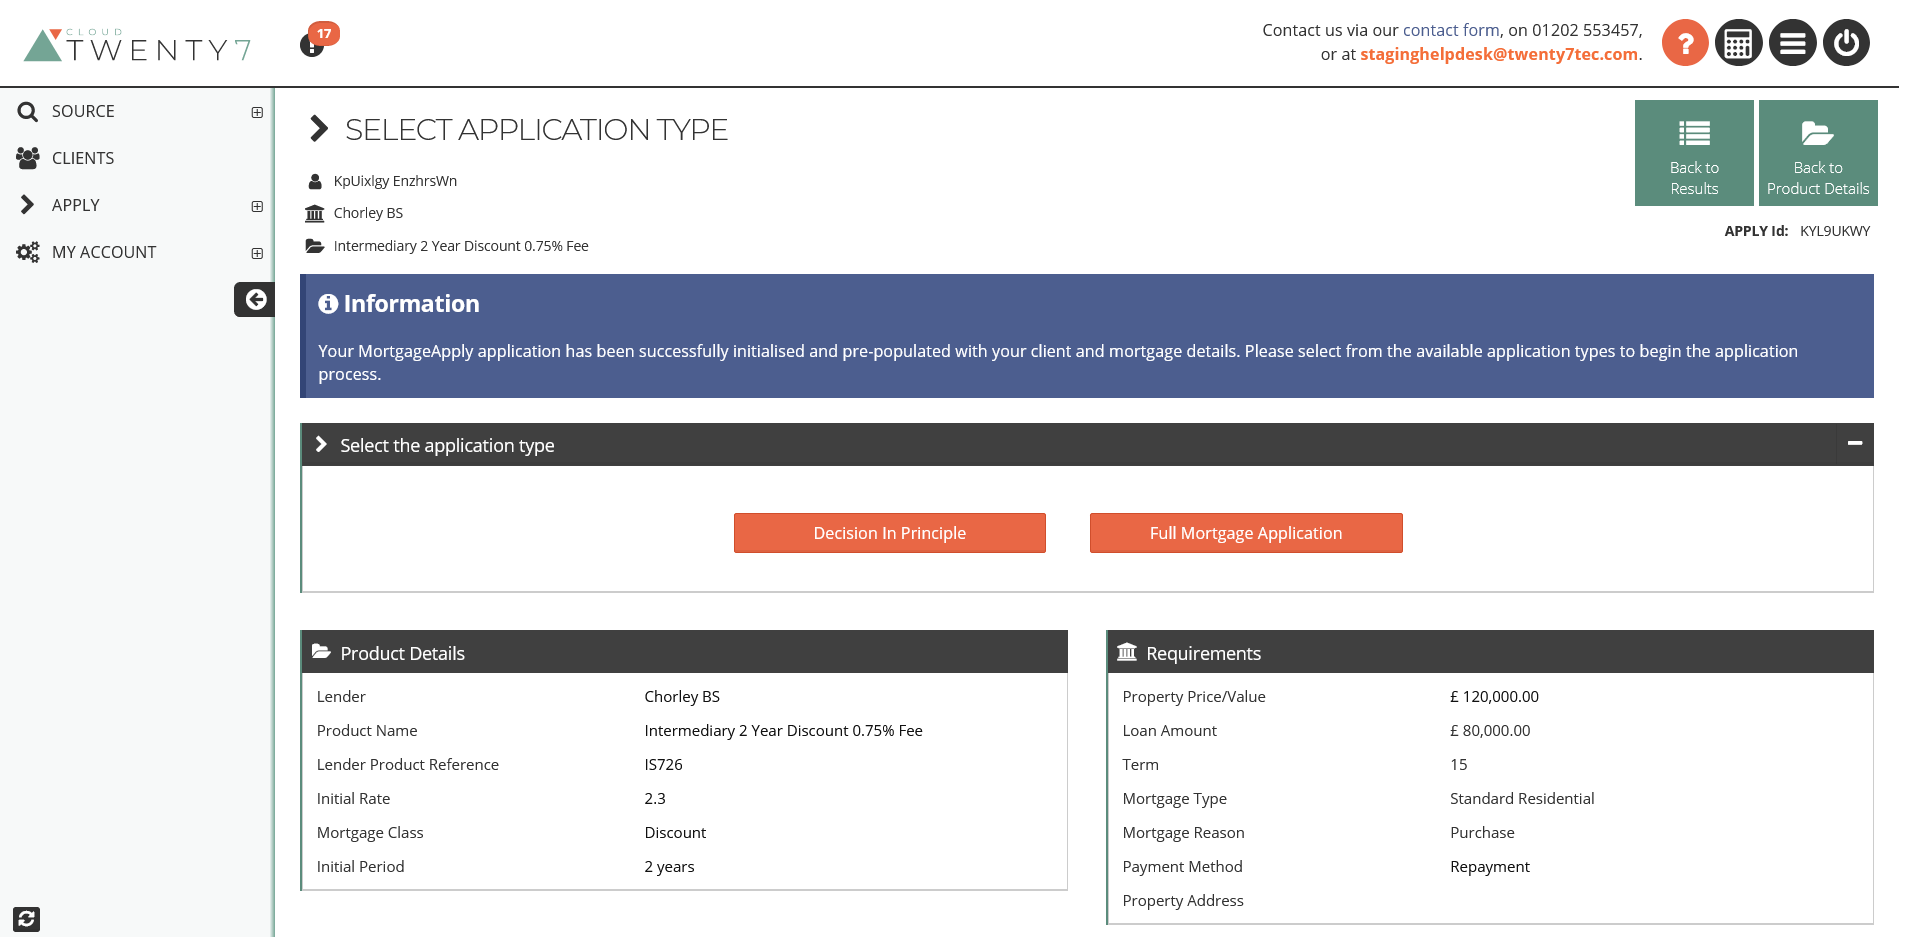 CLOUD
TWENTY7
17
Contact us via our contact form, on 01202 553457,
or at staginghelpdesk@twenty7tec.com.
SOURCE
CLIENTS
APPLY
MY ACCOUNT
SELECT APPLICATION TYPE
KpUixlgy EnzhrsWn
Chorley BS
Intermediary 2 Year Discount 0.75% Fee
Back to
Results
Back to
Product Details
APPLY Id: KYL9UKWY
Information
Your MortgageApply application has been successfully initialised and pre-populated with your client and mortgage details. Please select from the available application types to begin the application
process.
Select the application type
Decision In Principle
Full Mortgage Application
Product Details
Lender Chorley BS
Product Name Intermediary 2 Year Discount 0.75% Fee
Lender Product Reference IS726
Initial Rate 2.3
Mortgage Class Discount
Initial Period 2 years
Requirements
Property Price/Value £ 120,000.00
Loan Amount £ 80,000.00
Term 15
Mortgage Type Standard Residential
Mortgage Reason Purchase
Payment Method Repayment
Property Address